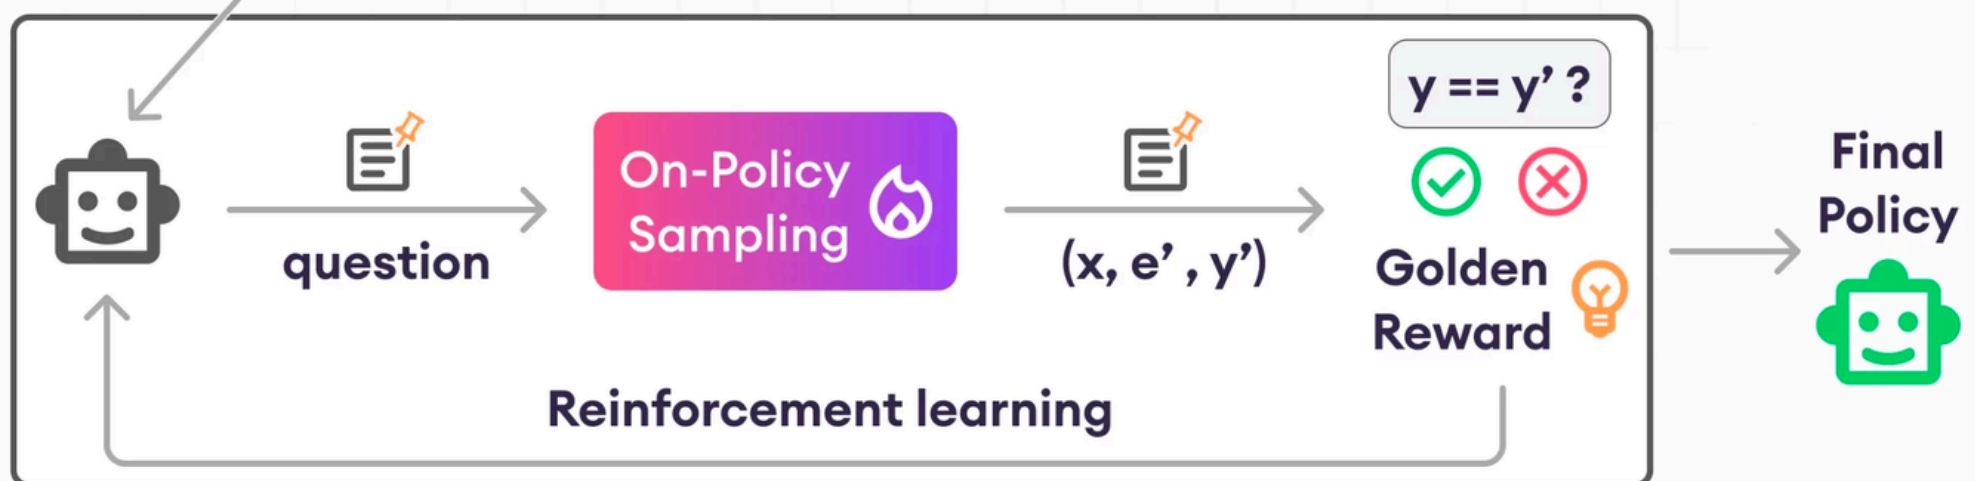 y == y’ ?
On-Policy
Sampling
question
(x, e’ , y’)
Golden
Reward
Reinforcement learning
Final
Policy